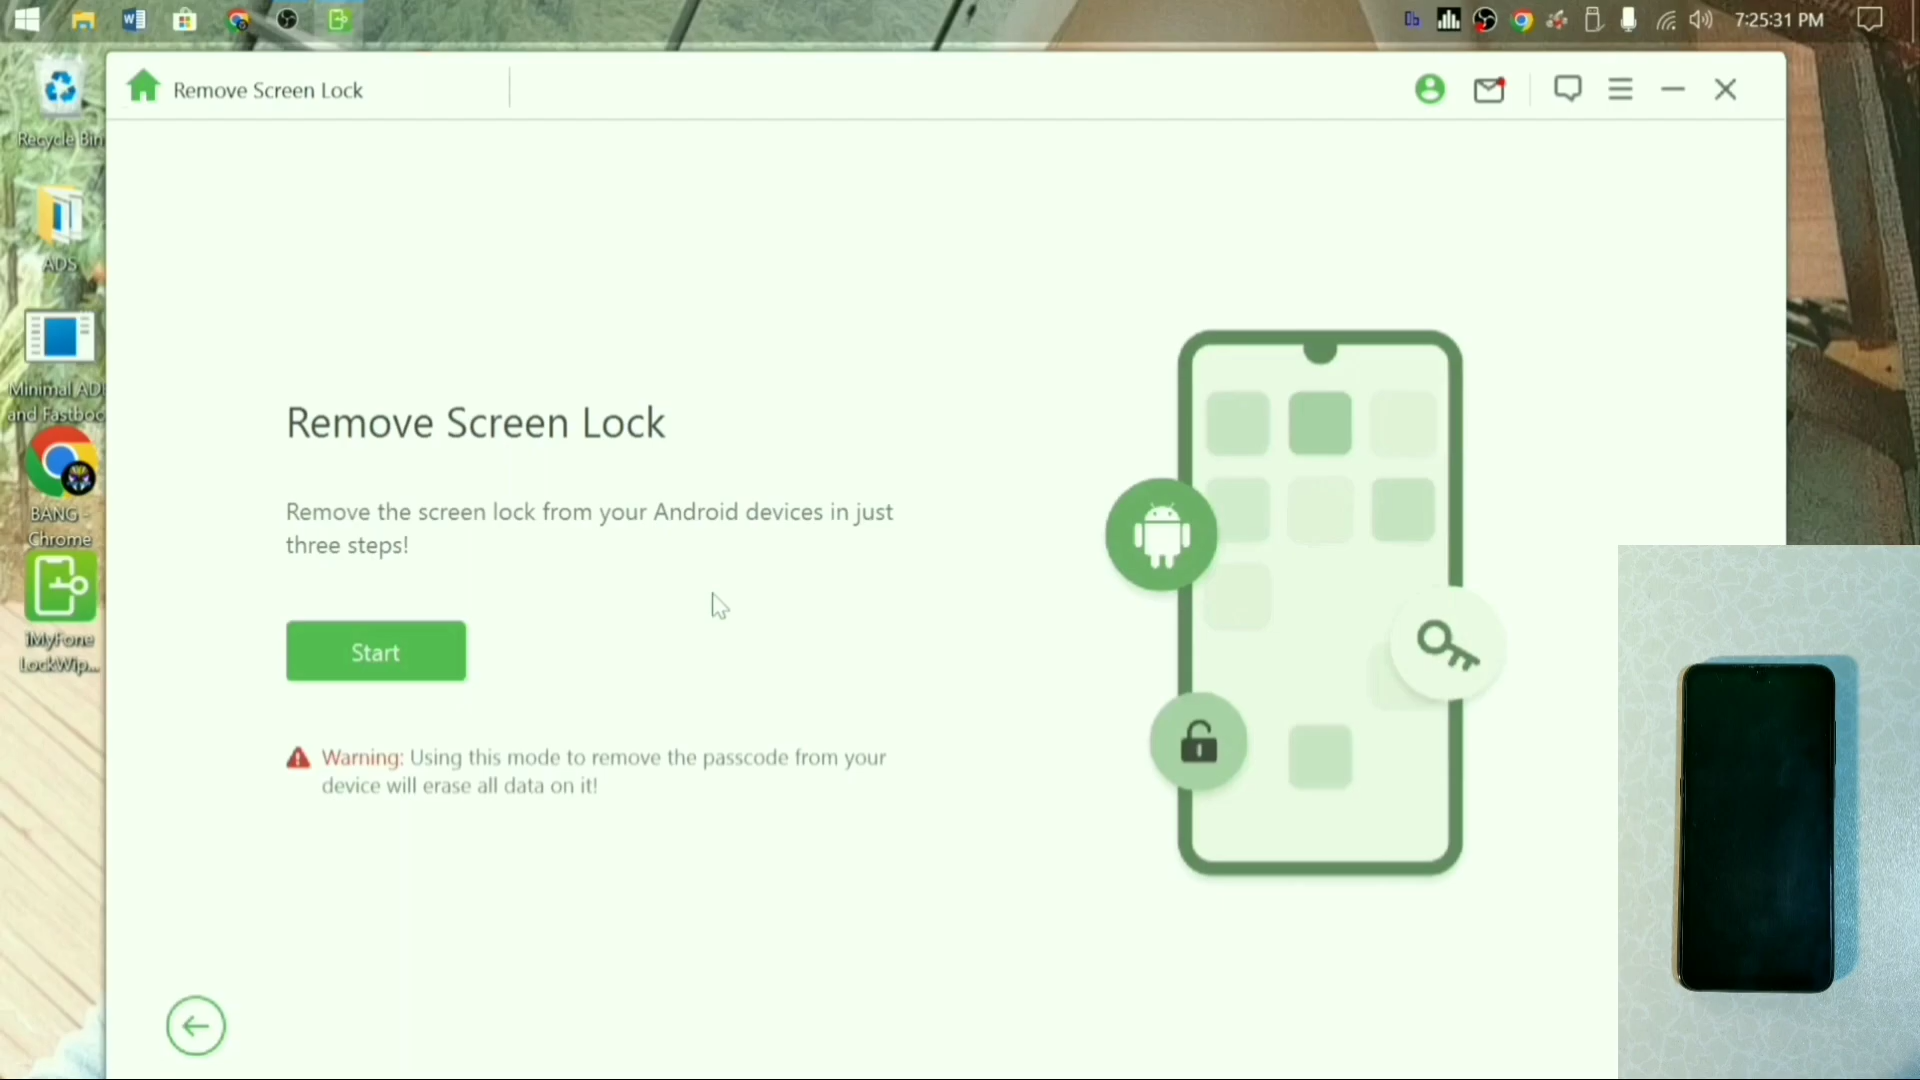 7:25:31 PM
Remove Screen Lock
Recycle Bin
ADS
Minimal AD
and Fastboo
BANG -
Chrome
iMyFone
LockWip...
Remove Screen Lock
Remove the screen lock from your Android devices in just
three steps!
Start
Warning: Using this mode to remove the passcode from your
device will erase all data on it!